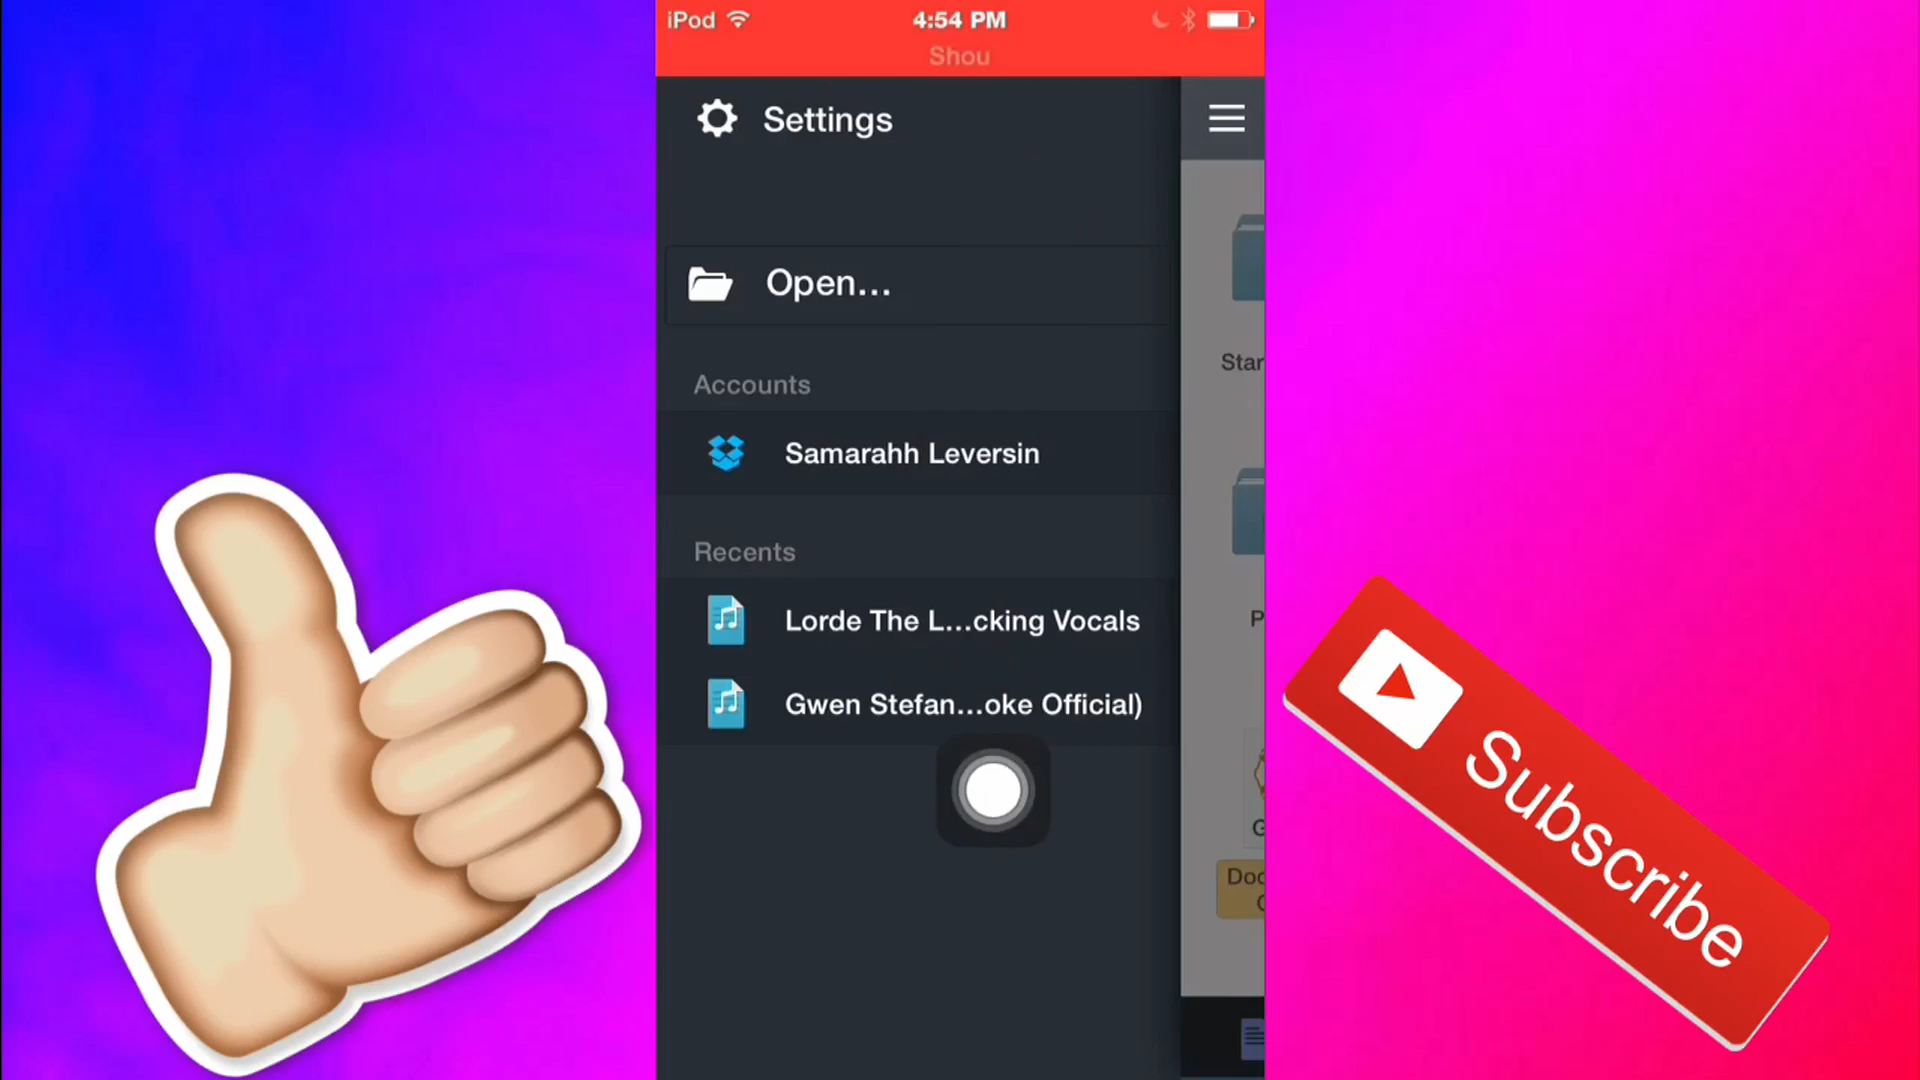 iPod
4:54 PM
Shou
Settings
Open...
Accounts
Samarahh Leversin
Recents
Lorde The L...cking Vocals
Gwen Stefan...oke Official)
Star
P
G
Doc
Subscribe